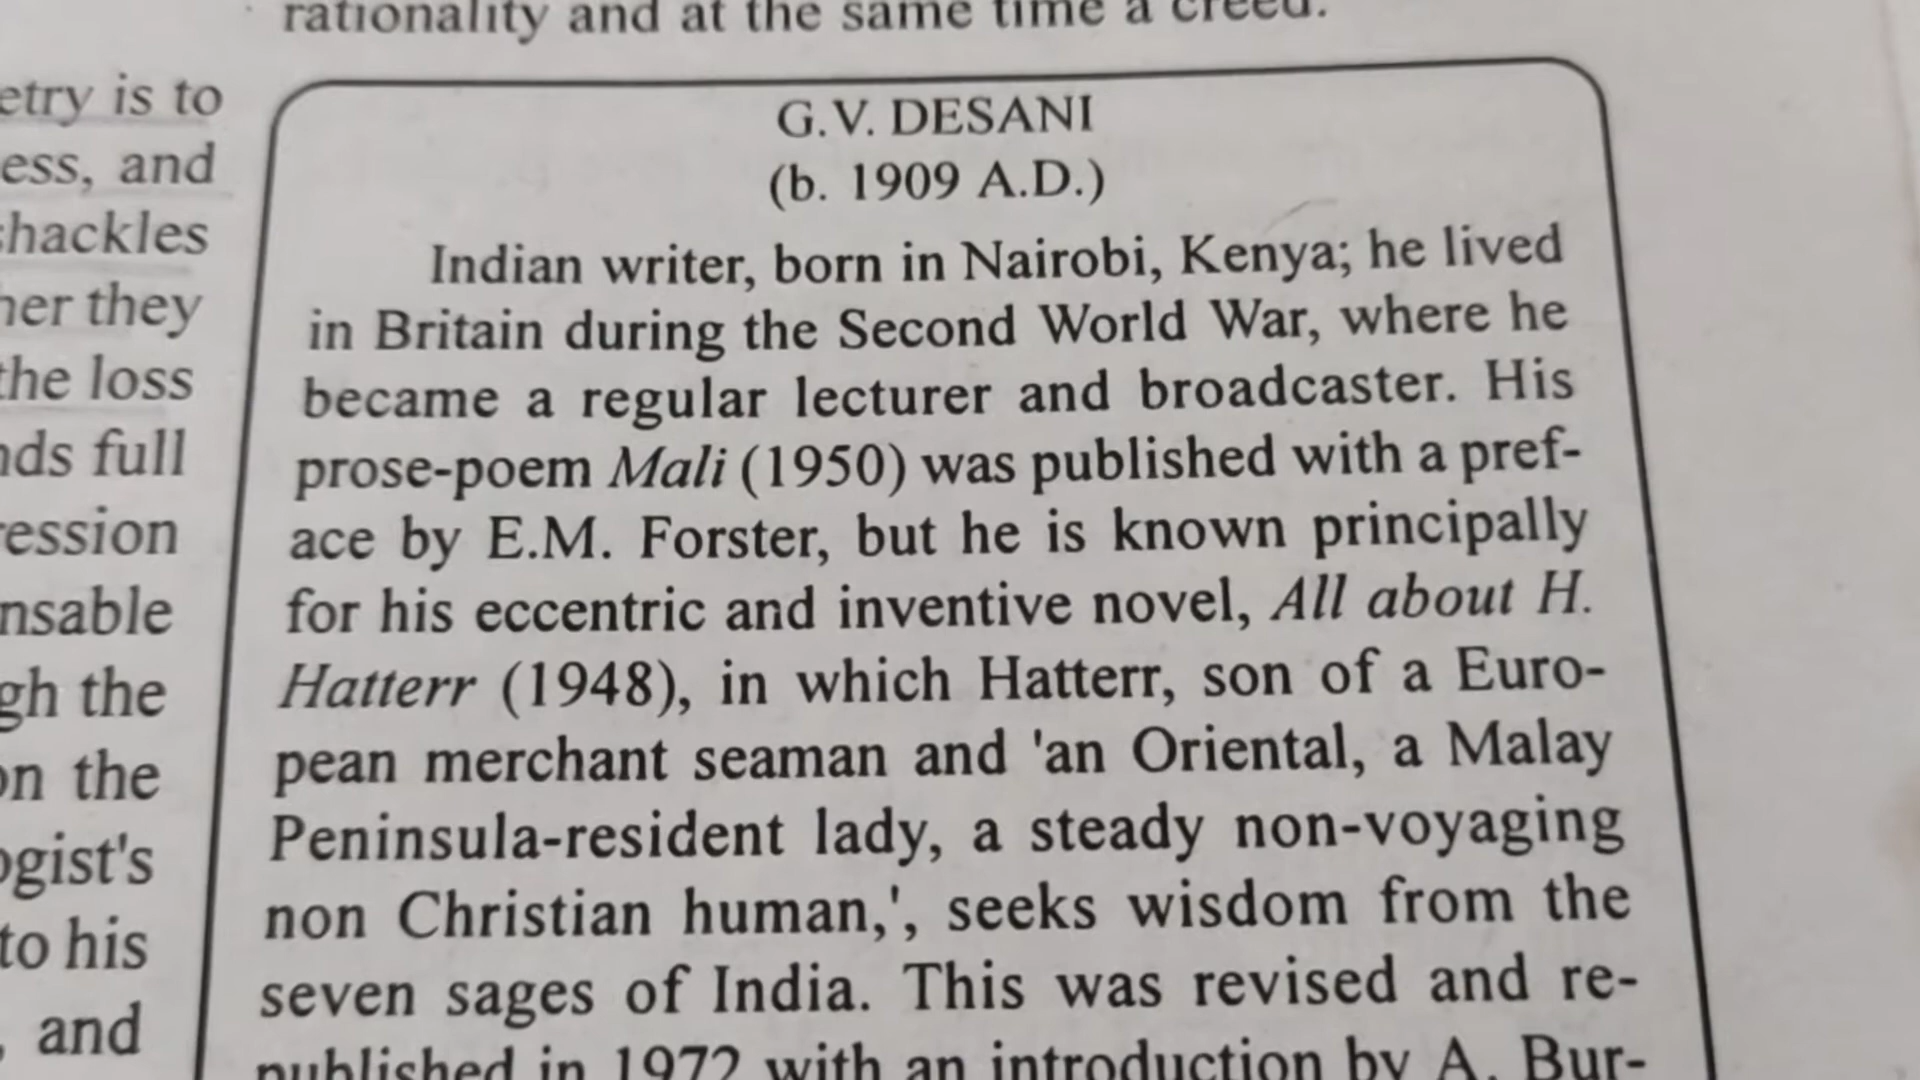 rationality and at the same time a creed.
etry is to
ess, and
shackles
her they
the loss
nds full
ression
nsable
gh the
on the
ogist's
to his
, and
G.V. DESANI
(b. 1909 A.D.)
Indian writer, born in Nairobi, Kenya; he lived
in Britain during the Second World War, where he
became a regular lecturer and broadcaster. His
prose-poem Mali (1950) was published with a pref-
ace by E.M. Forster, but he is known principally
for his eccentric and inventive novel, All about H.
Hatterr (1948), in which Hatterr, son of a Euro-
pean merchant seaman and 'an Oriental, a Malay
Peninsula-resident lady, a steady non-voyaging
non Christian human,', seeks wisdom from the
seven sages of India. This was revised and re-
published in 1972 with an introduction by A. Bur-